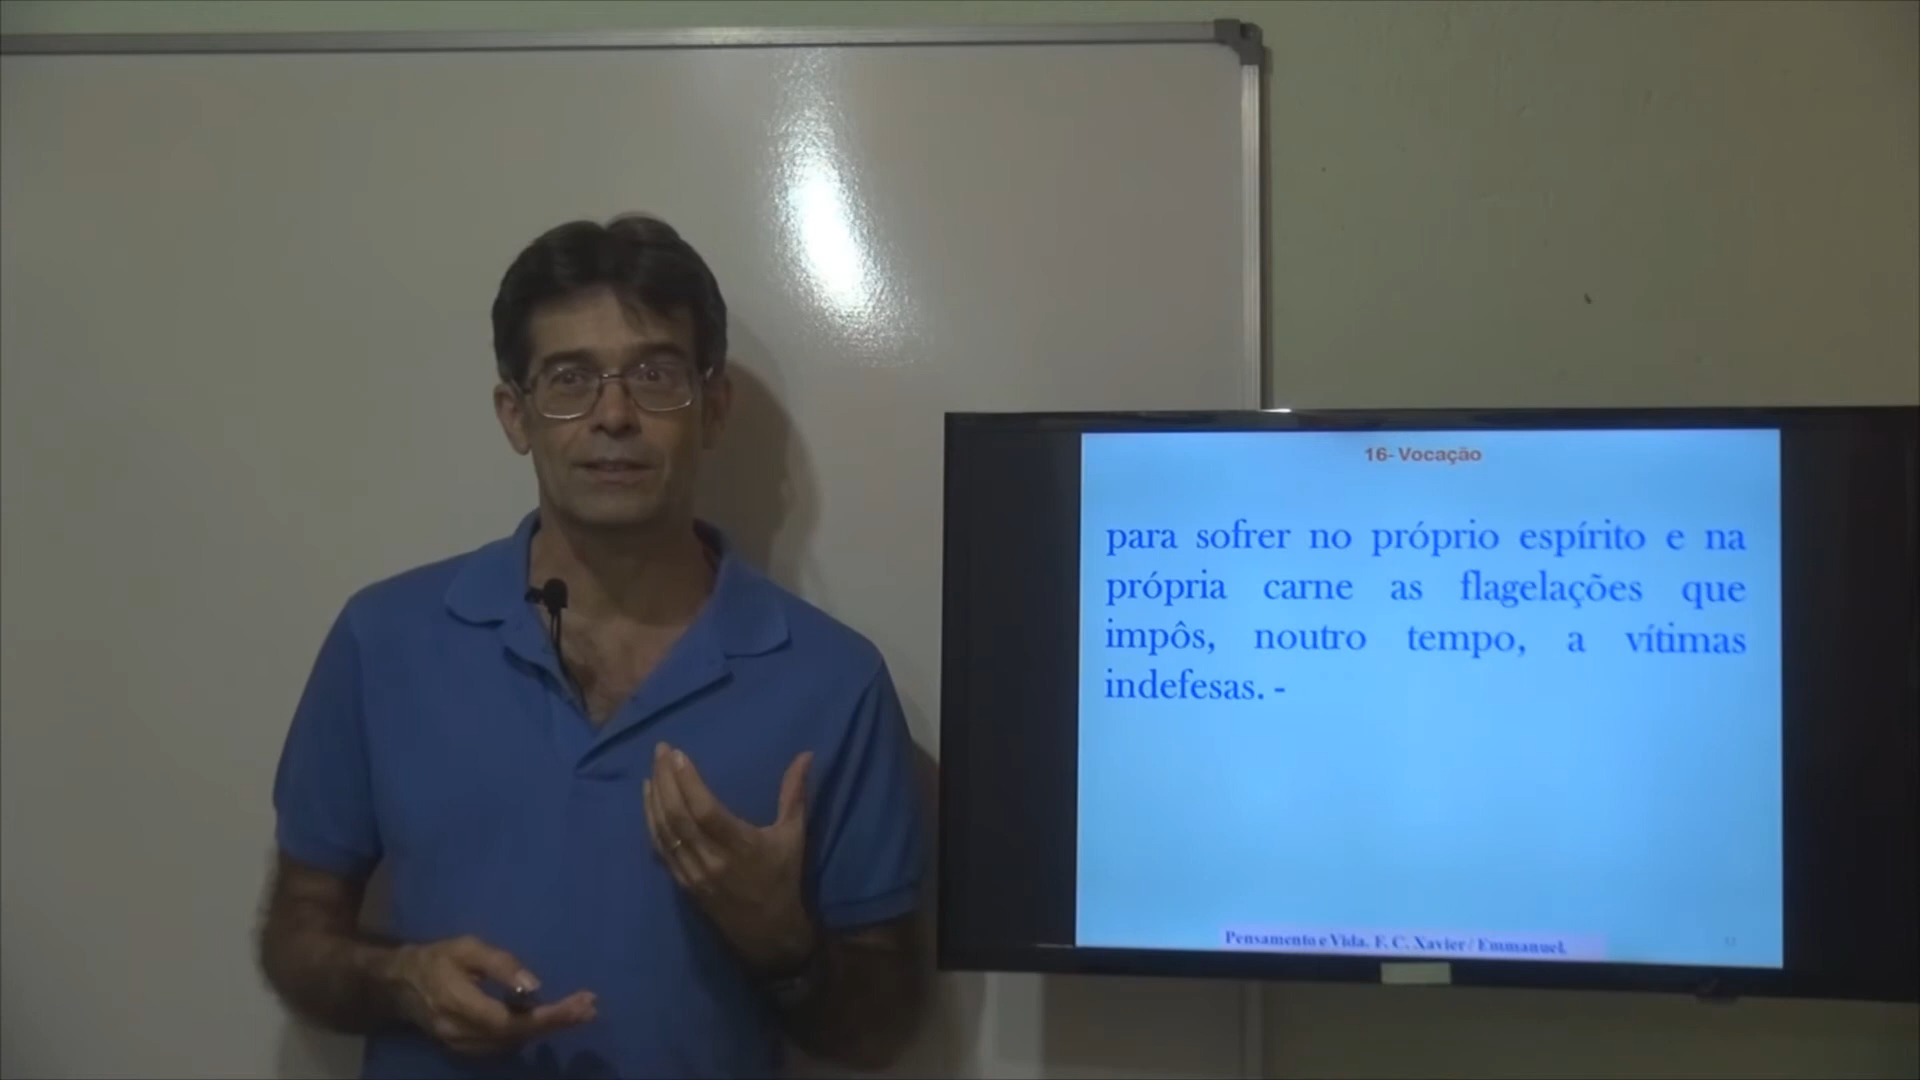 16- Vocação
para sofrer no próprio espírito e na
própria carne as flagelações que
impôs, noutro tempo, a vítimas
indefesas. -
Pensamento e Vida. F. C. Xavier / Emmanuel.